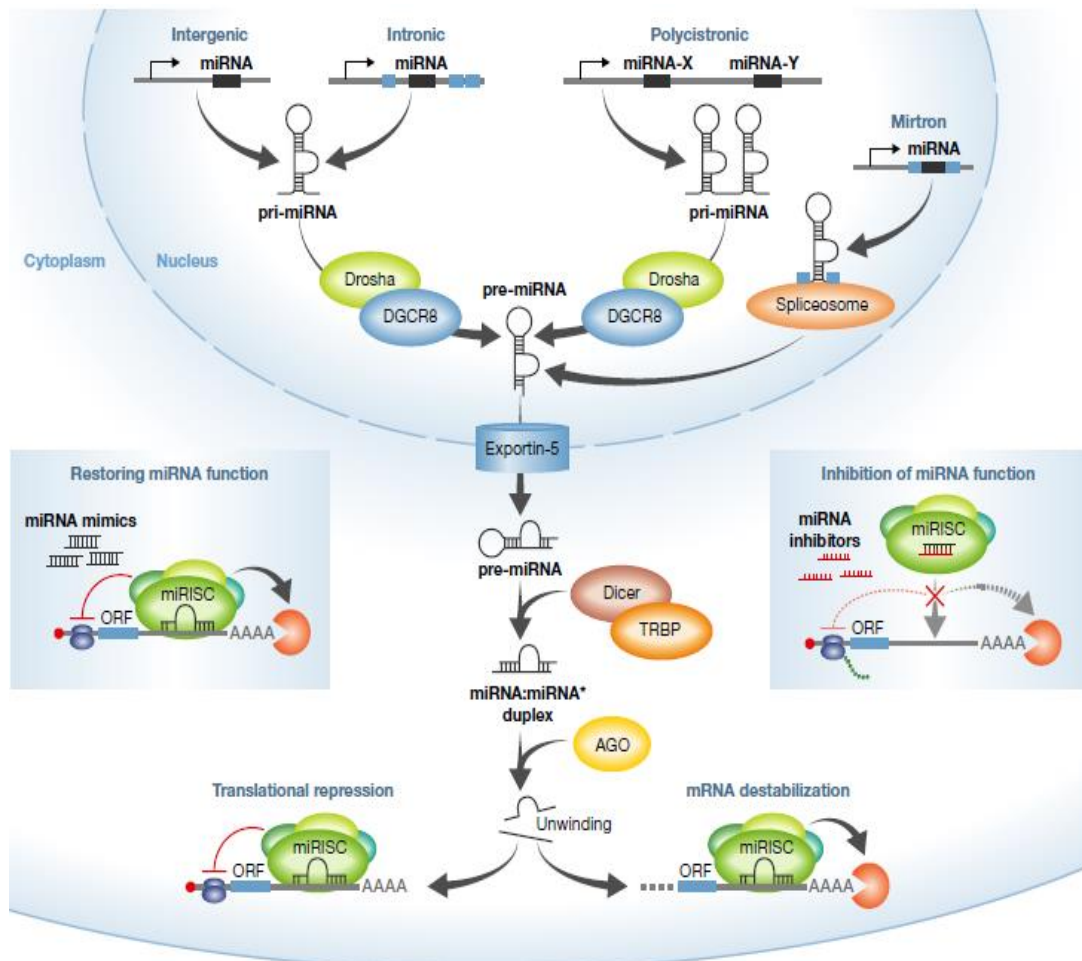 Intergenic
miRNA
Intronic
miRNA
Polycistronic
miRNA-X
miRNA-Y
Mirtron
miRNA
pri-miRNA
pri-miRNA
Cytoplasm
Nucleus
Drosha
DGCR8
pre-miRNA
Drosha
DGCR8
Spliceosome
Exportin-5
Restoring miRNA function
miRNA mimics
miRISC
ORF
AAAA
pre-miRNA
Dicer
TRBP
miRNA:miRNA*
duplex
AGO
Inhibition of miRNA function
miRNA
inhibitors
miRISC
ORF
AAAA
Translational repression
miRISC
ORF
AAAA
Unwinding
mRNA destabilization
miRISC
ORF
AAAA